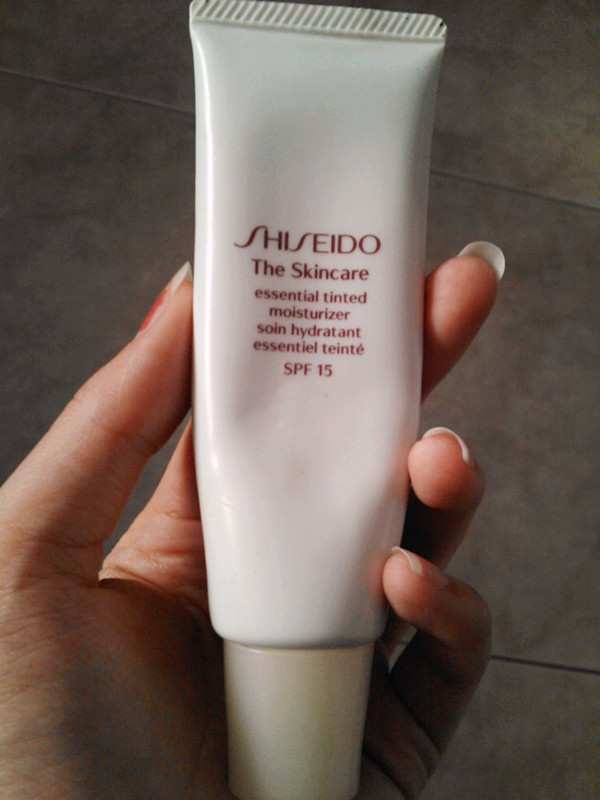 SHISEIDO
The Skincare
essential tinted
moisturizer
soin hydratant
essentiel teinté
SPF 15